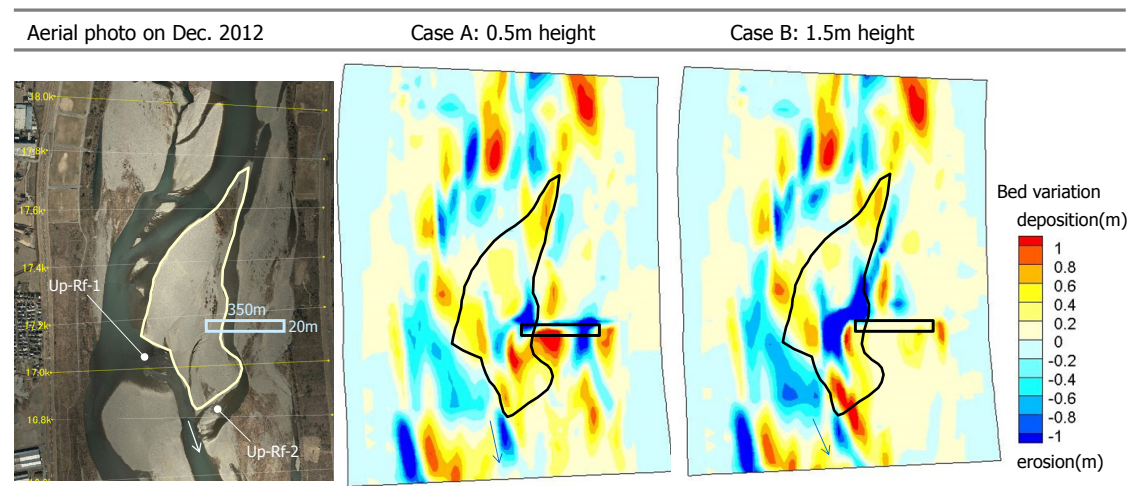 Aerial photo on Dec. 2012
Case A: 0.5m height
Case B: 1.5m height
18.0k
17.8k
17.6k
17.4k
17.2k
17.0k
16.8k
Up-Rf-1
350m
20m
Up-Rf-2
Bed variation
deposition(m)
1
0.8
0.6
0.4
0.2
0
-0.2
-0.4
-0.6
-0.8
-1
erosion(m)